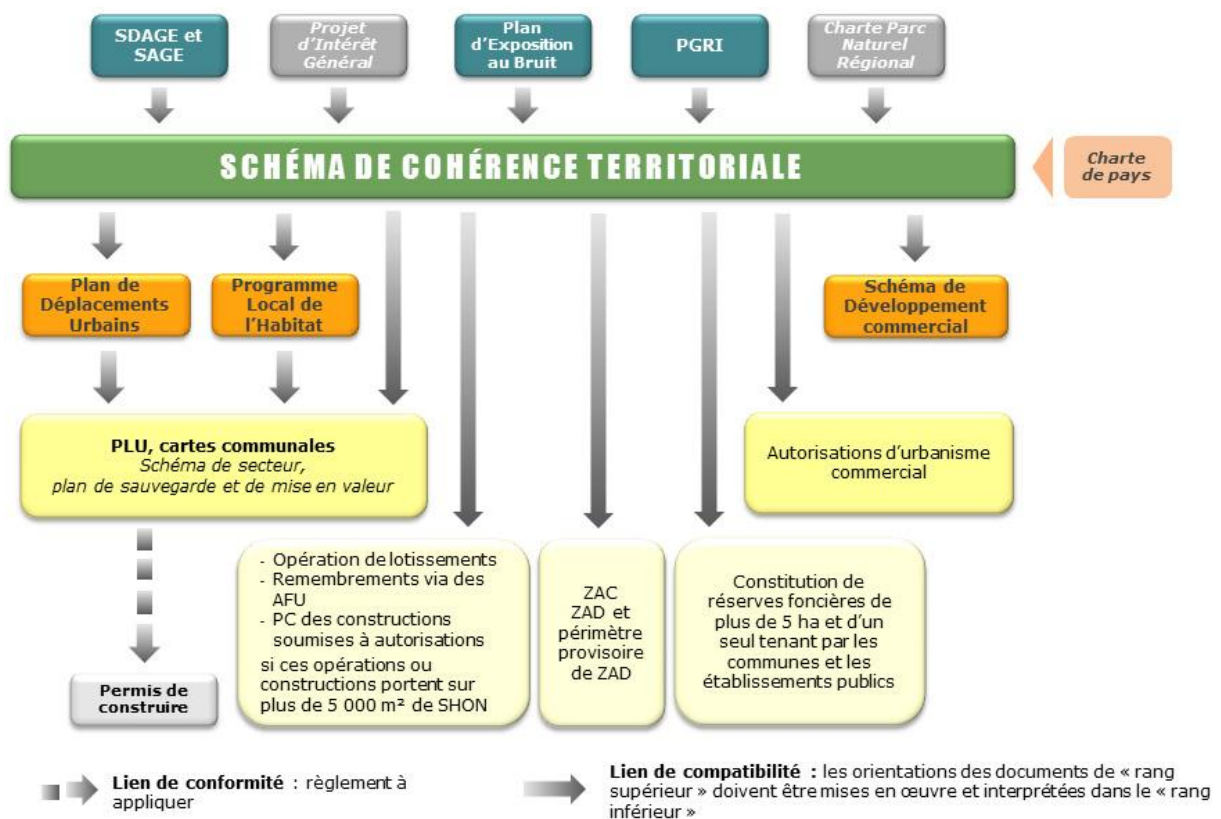 SDAGE et
SAGE
Projet
d'Intérêt
Général
Plan
d'Exposition
au Bruit
PGRI
Charte Parc
Naturel
Régional
SCHÉMA DE COHÉRENCE TERRITORIALE
Charte
de pays
Plan de
Déplacements
Urbains
Programme
Local de
l'Habitat
Schéma de
Développement
commercial
PLU, cartes communales
Schéma de secteur,
plan de sauvegarde et de mise en valeur
Autorisations d'urbanisme
commercial
- Opération de lotissements
- Remembrements via des
AFU
- PC des constructions
soumises à autorisations
si ces opérations ou
constructions portent sur
plus de 5 000 m² de SHON
ZAC
ZAD et
périmètre
provisoire
de ZAD
Constitution de
réserves foncières de
plus de 5 ha et d'un
seul tenant par les
communes et les
établissements publics
Permis de
construire
Lien de conformité : règlement à
appliquer
Lien de compatibilité : les orientations des documents de « rang
supérieur » doivent être mises en œuvre et interprétées dans le « rang
inférieur »